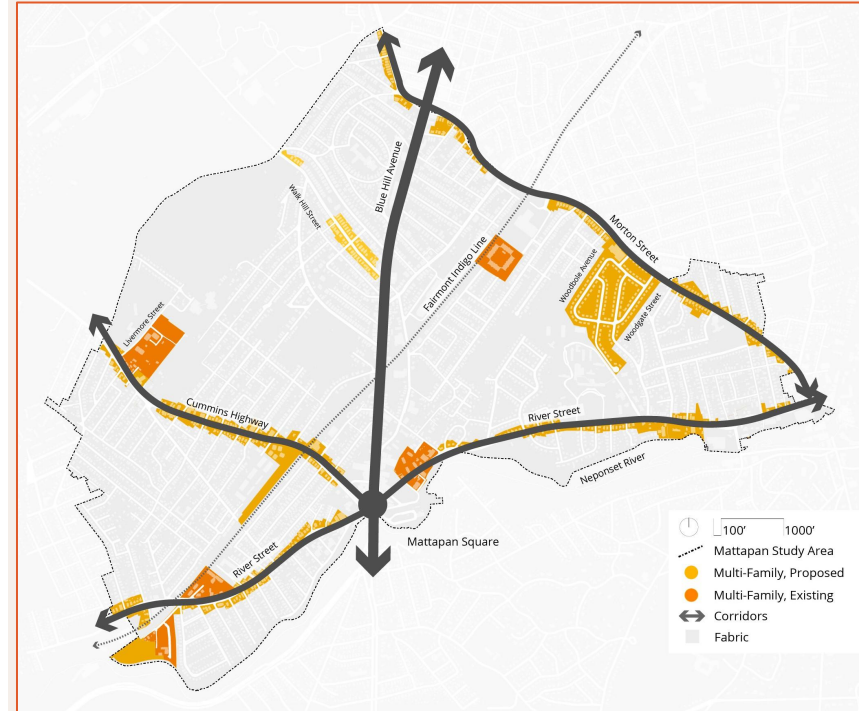 Blue Hill Avenue
Walk Hill Street
Fairmont Indigo Line
Morton Street
Woodbole Avenue
Woodgate Street
Livermore Street
Cummins Highway
River Street
Neponset River
River Street
Mattapan Square
100' 1000'
Mattapan Study Area
Multi-Family, Proposed
Multi-Family, Existing
Corridors
Fabric